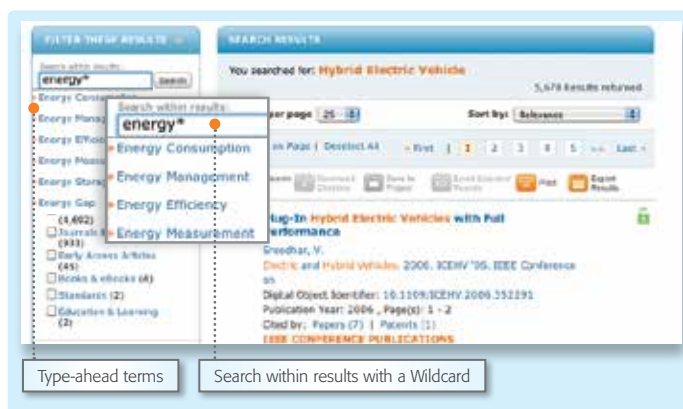 FILTER THESE RESULTS
SEARCH RESULTS
Search within results:
energy*
Search
You searched for: Hybrid Electric Vehicle
5,678 Results returned
Energy Consumption
Energy Manag
Energy Efficie
Energy Measu
Energy Storag
Energy Gap
Search within results:
energy*
Energy Consumption
Energy Management
Energy Efficiency
Energy Measurement
per page 25
Sort by: Relevance
on Page | Deselect All
« First | 1 2 3 4 5 »» Last »
Print
Export Results
(4,602)
Journals &
(933)
Early Access Articles
(45)
Books & eBooks (4)
Standards (2)
Education & Learning
(2)
Plug-In Hybrid Electric Vehicles with Full
Performance
Sreedhar, V.
Electric and Hybrid Vehicles, 2006. ICEHV '06. IEEE Conference
on
Digital Object Identifier: 10.1109/ICEHV.2006.352291
Publication Year: 2006 , Page(s): 1 - 2
Cited by: Papers (7) | Patents (1)
IEEE CONFERENCE PUBLICATIONS
Type-ahead terms
Search within results with a Wildcard